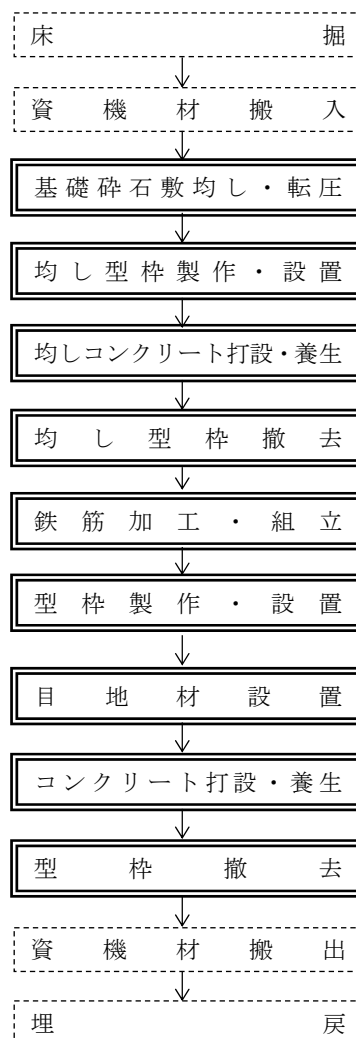 床掘
資機材搬入
基礎砕石敷均し・転圧
均し型枠製作・設置
均しコンクリート打設・養生
均し型枠撤去
鉄筋加工・組立
型枠製作・設置
目地材設置
コンクリート打設・養生
型枠撤去
資機材搬出
埋戻